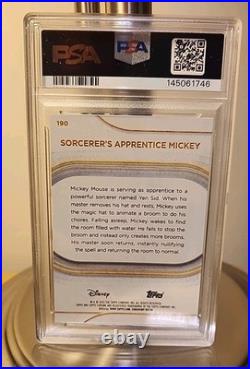 PSA
PSA
145061746
190
SORCERER'S APPRENTICE MICKEY
Mickey Mouse is serving as apprentice to a
powerful sorcerer named Yen Sid. When his
master removes his hat and rests, Mickey uses
the magic hat to animate a broom to do his
chores. Falling asleep, Mickey wakes to find
the room filled with water. He fails to stop the
broom and instead only creates more brooms.
His master soon returns, instantly nullifying the
spell and returning the room to normal.
Disney
Topps